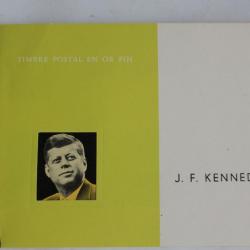 TIMBRE POSTAL EN OR FIN
J. F. KENNED